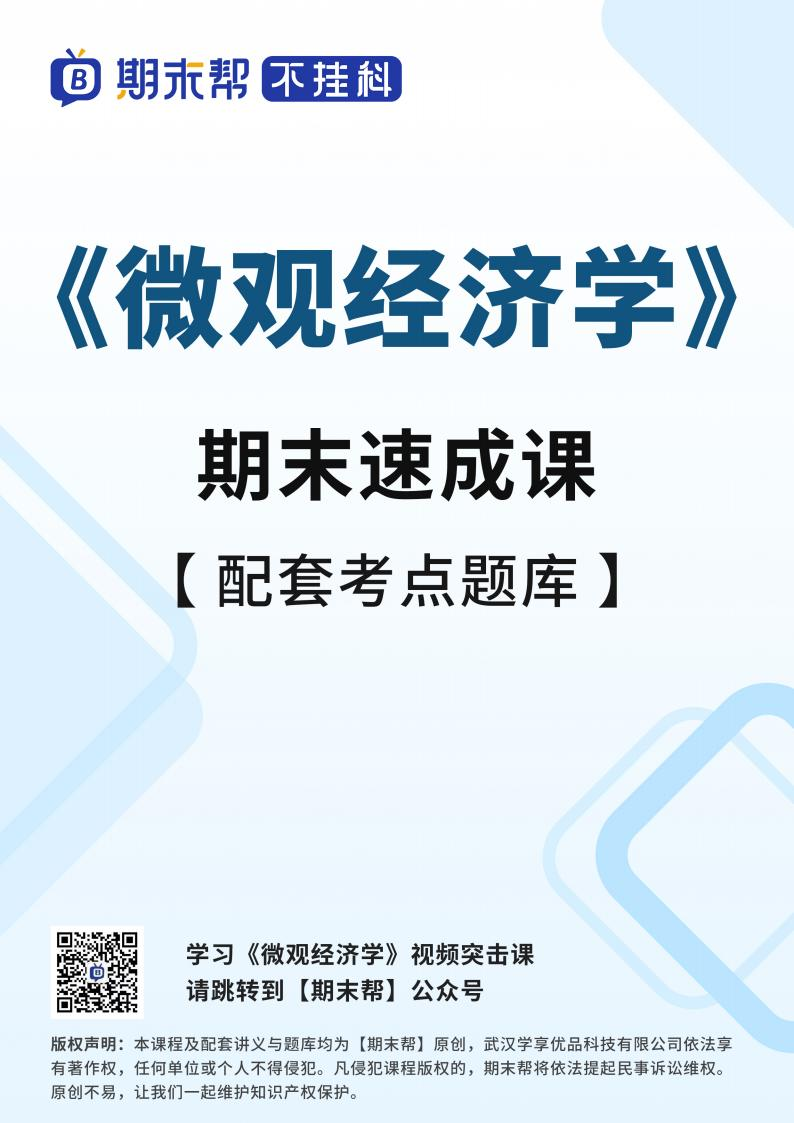 期末帮 不挂科
《微观经济学》
期末速成课
【 配套考点题库 】
学习《微观经济学》视频突击课
请跳转到【期末帮】公众号
版权声明：本课程及配套讲义与题库均为【期末帮】原创，武汉学享优品科技有限公司依法享
有著作权，任何单位或个人不得侵犯。凡侵犯课程版权的，期末帮将依法提起民事诉讼维权。
原创不易，让我们一起维护知识产权保护。